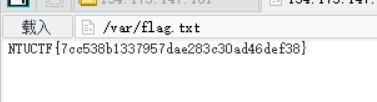 载入 /var/flag.txt
NTUCTF{7cc538b1337957dae283c30ad46def38}